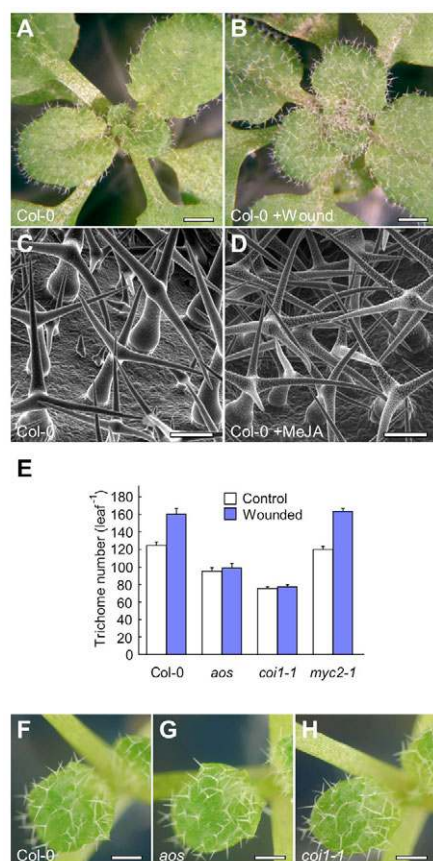 A
B
Col-0
Col-0 +Wound
C
D
Col-0
Col-0 +MeJA
E
Trichome number (leaf⁻¹)
160
140
120
100
80
60
40
20
0
Control
Wounded
Col-0 aos coi1-1 myc2-1
F
G
H
Col-0
aos
coi1-1